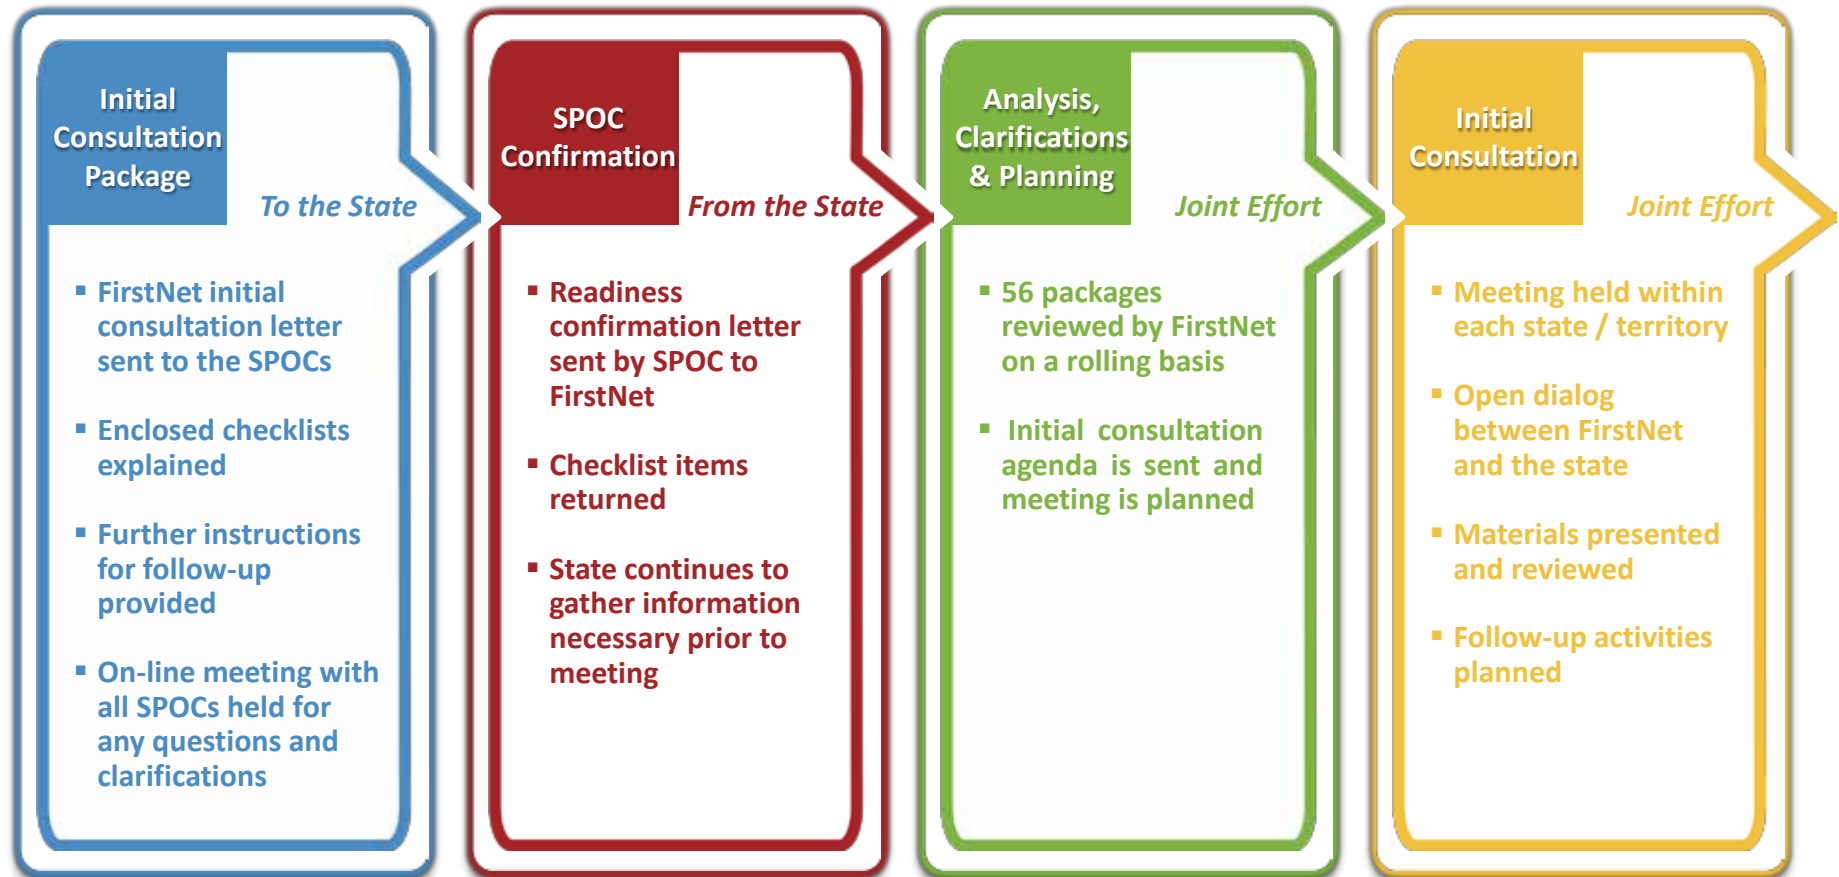 Initial
Consultation
Package
To the State
▪ FirstNet initial
consultation letter
sent to the SPOCs
▪ Enclosed checklists
explained
▪ Further instructions
for follow-up
provided
▪ On-line meeting with
all SPOCs held for
any questions and
clarifications
SPOC
Confirmation
From the State
▪ Readiness
confirmation letter
sent by SPOC to
FirstNet
▪ Checklist items
returned
▪ State continues to
gather information
necessary prior to
meeting
Analysis,
Clarifications
& Planning
Joint Effort
▪ 56 packages
reviewed by FirstNet
on a rolling basis
▪ Initial consultation
agenda is sent and
meeting is planned
Initial
Consultation
Joint Effort
▪ Meeting held within
each state / territory
▪ Open dialog
between FirstNet
and the state
▪ Materials presented
and reviewed
▪ Follow-up activities
planned